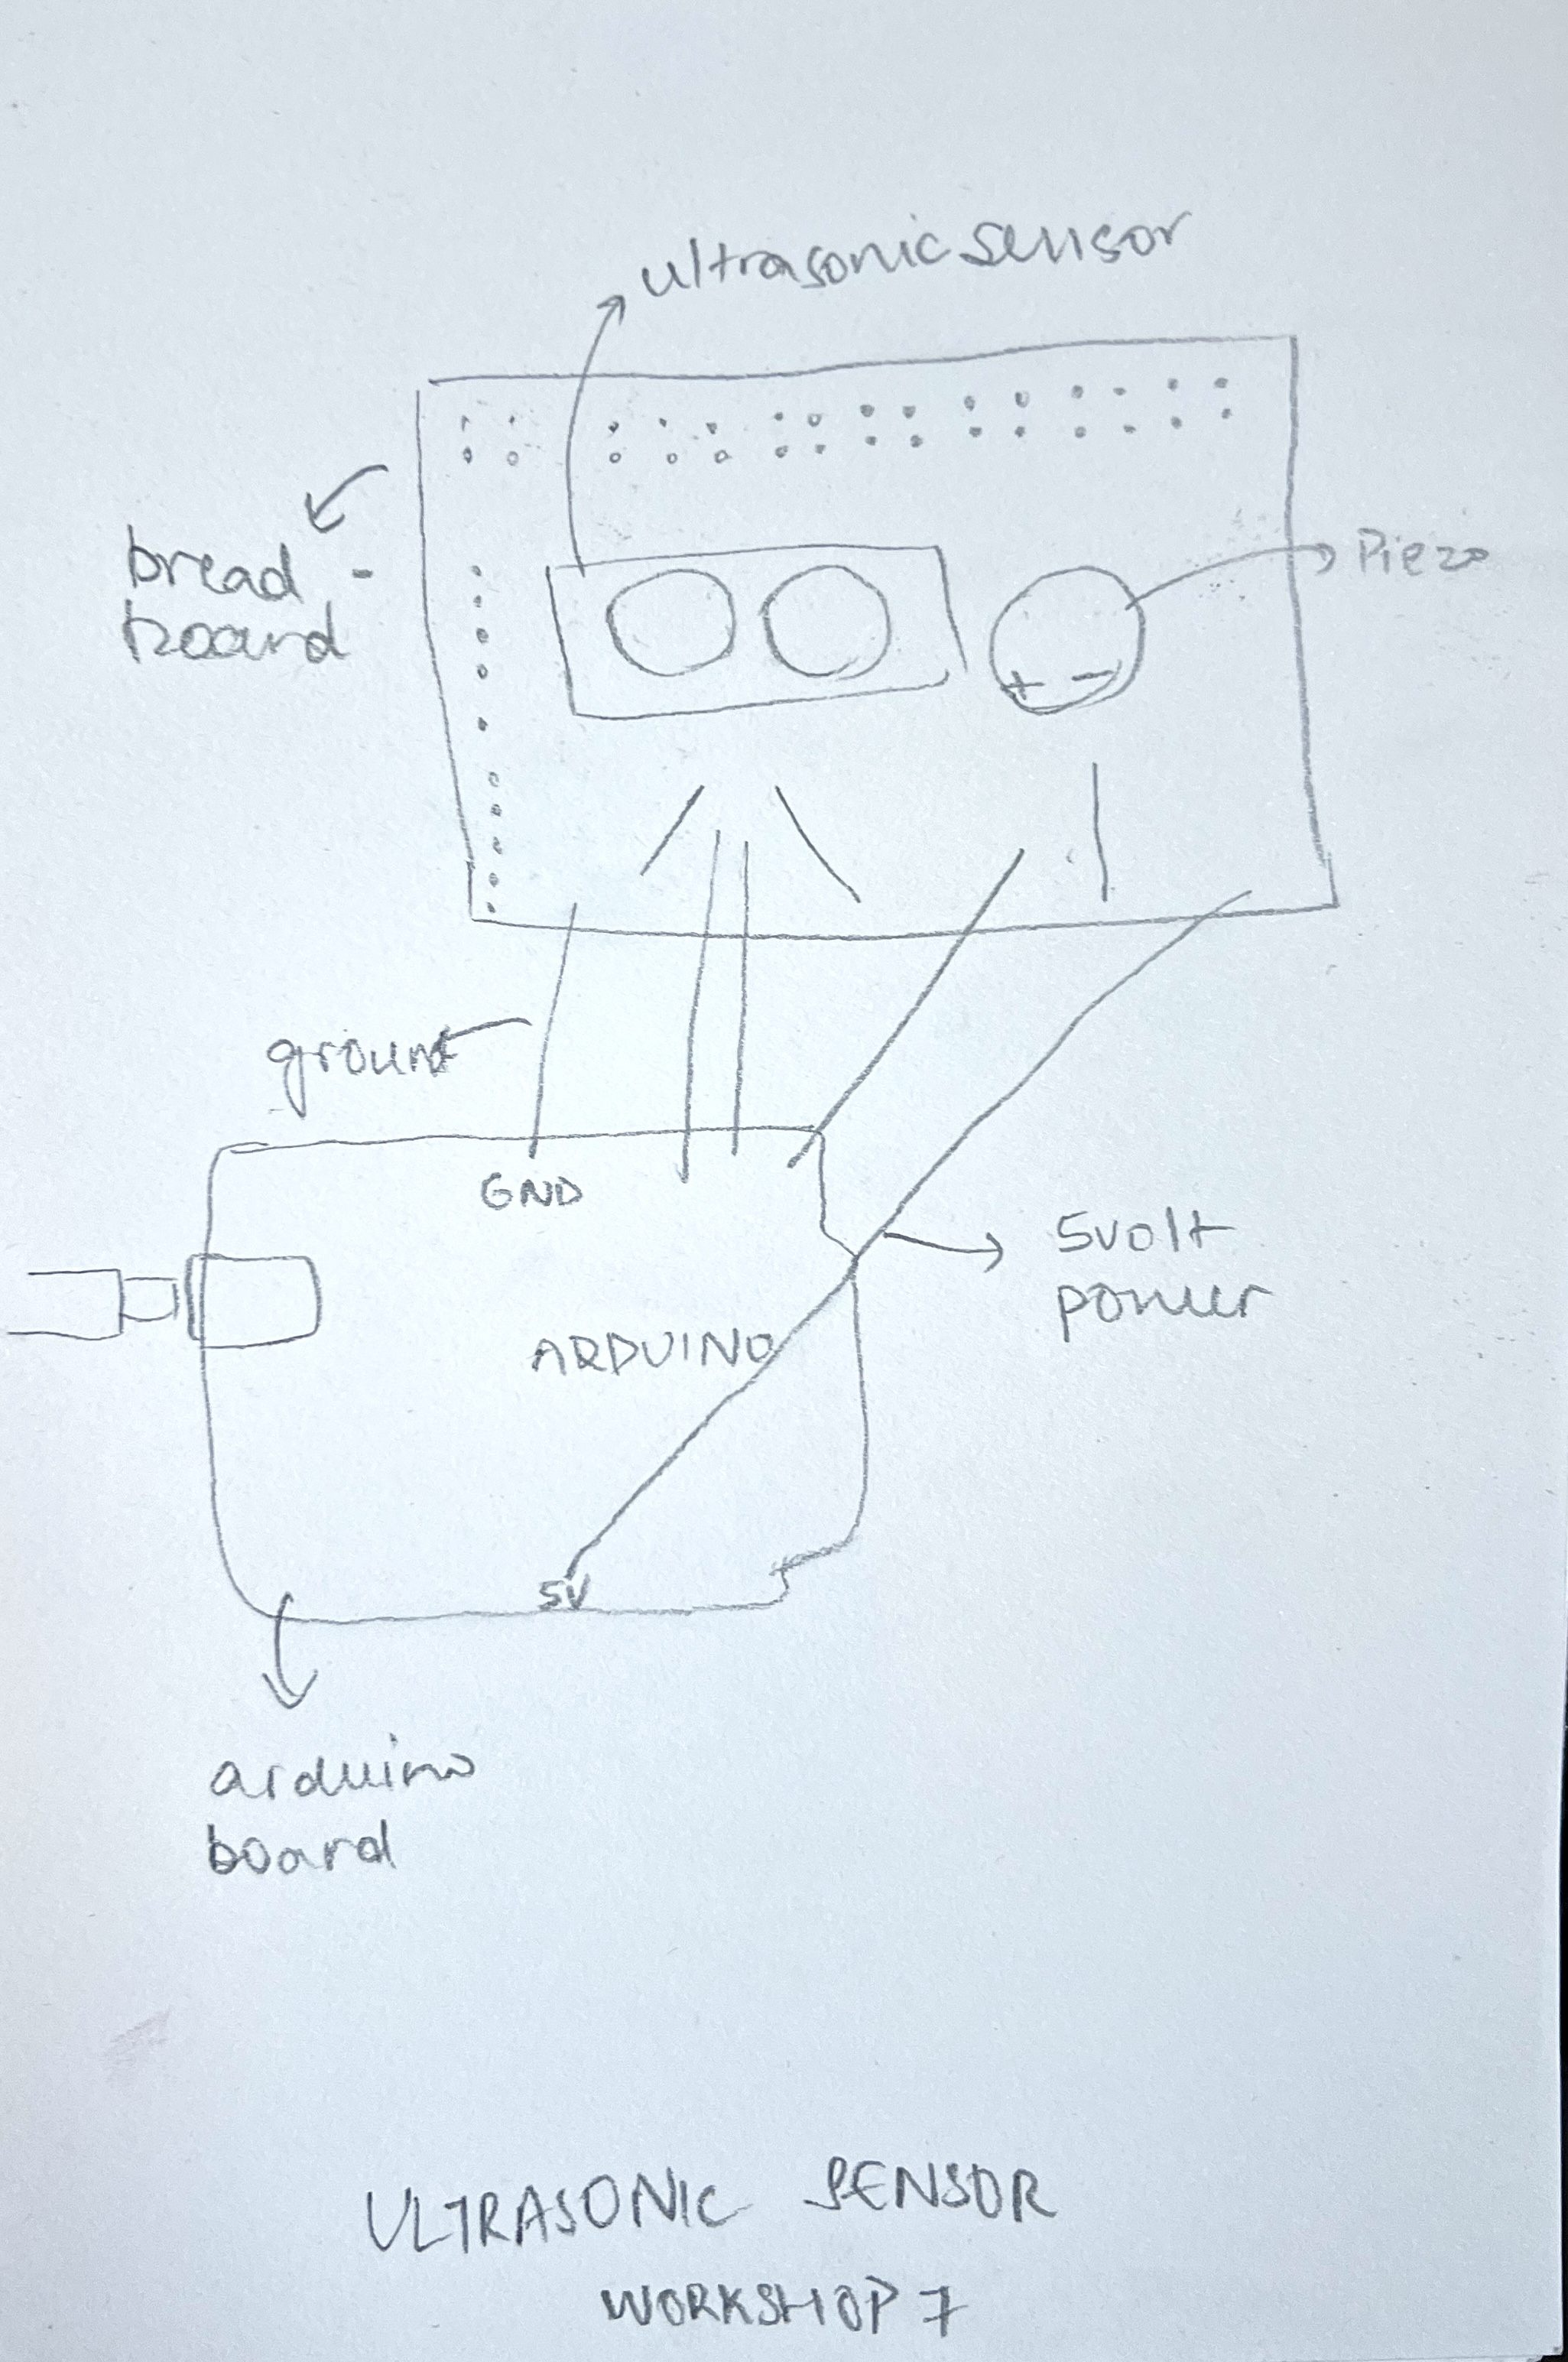 ultrasonic sensor
bread -
board
Piezo
+ -
ground
GND
5volt
power
ARDUINO
5V
arduino
board
ULTRASONIC SENSOR
WORKSHOP 7